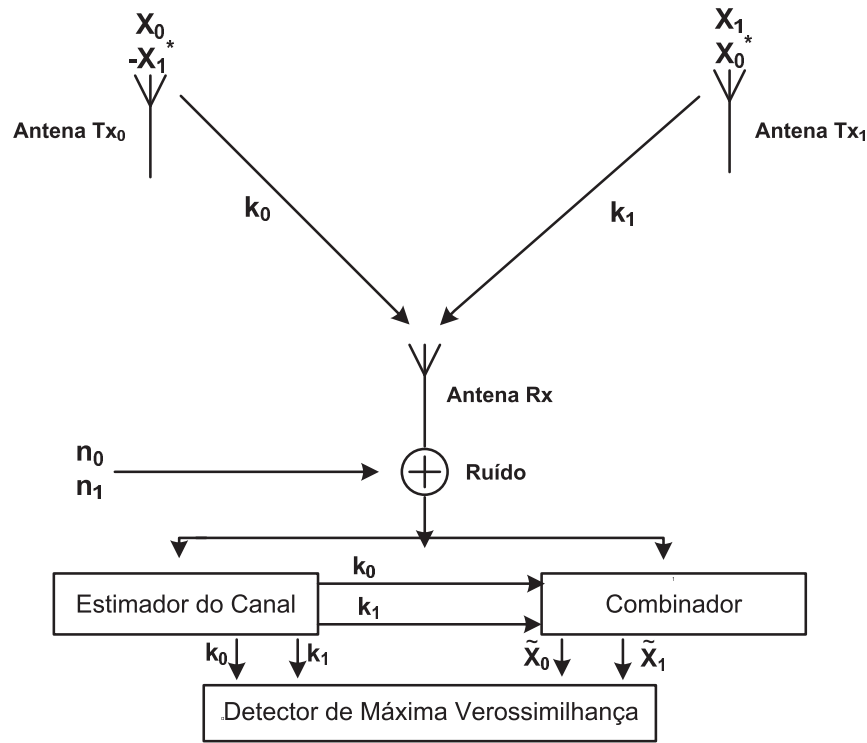 X₀
-X₁*
X₁
X₀*
Antena Tx₀
Antena Tx₁
k₀
k₁
Antena Rx
n₀
n₁
Ruído
k₀
k₁
Estimador do Canal
Combinador
k₀
k₁
X̃₀
X̃₁
Detector de Máxima Verossimilhança